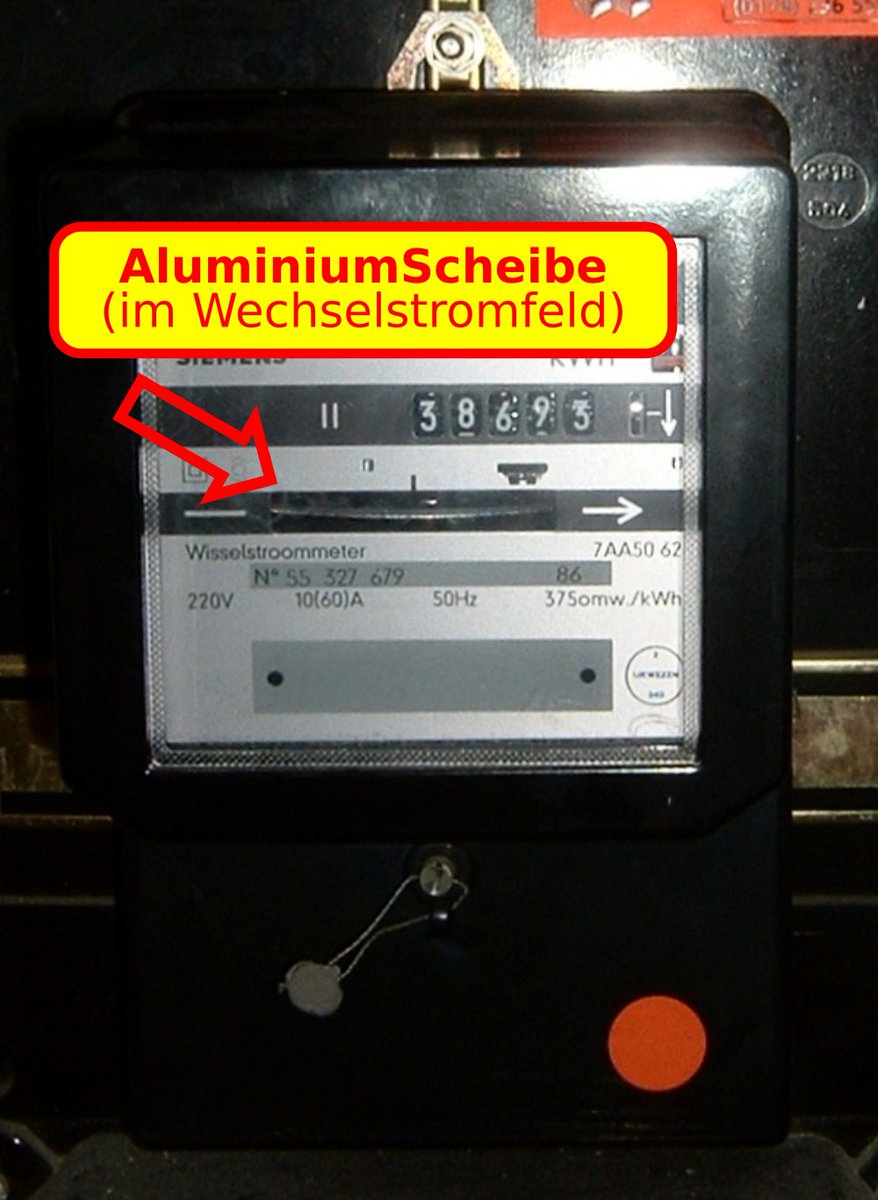 AluminiumScheibe
(im Wechselstromfeld)
SIEMENS kWh
38693
Wisselstroommeter 7AA50 62
N° 55 327 679 86
220V 10(60)A 50Hz 375omw./kWh